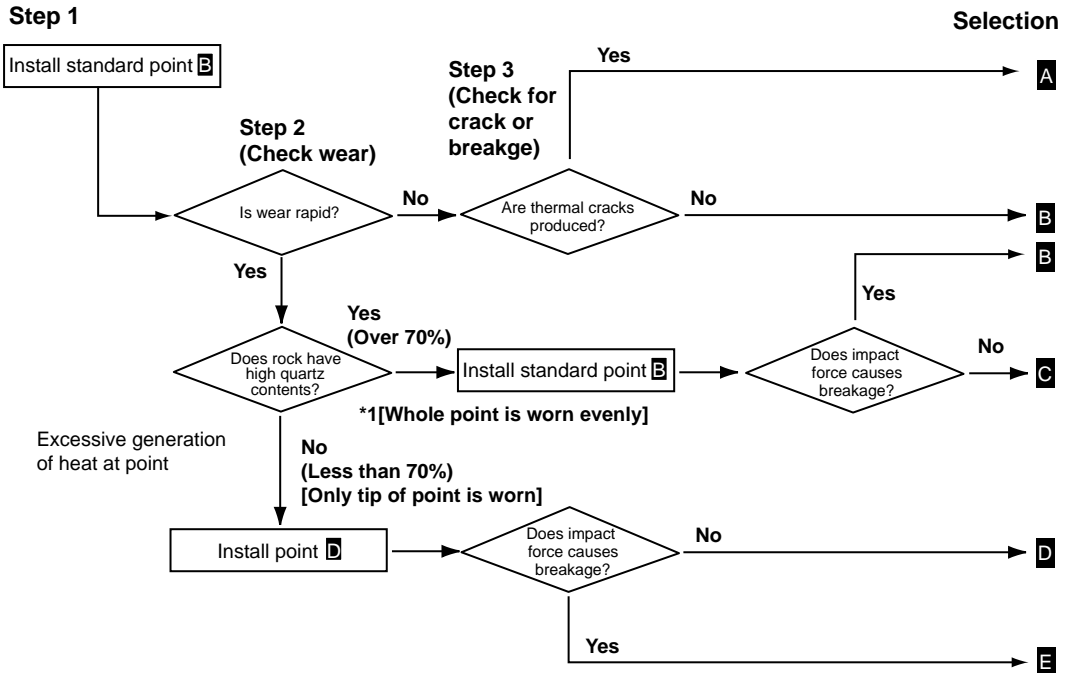 Step 1
Selection
Install standard point B
Step 2
(Check wear)
Step 3
(Check for
crack or
breakge)
Yes
A
Is wear rapid?
No
Are thermal cracks
produced?
No
B
B
Yes
Yes
Does rock have
high quartz
contents?
Yes
(Over 70%)
Install standard point B
*1[Whole point is worn evenly]
Does impact
force causes
breakage?
No
C
Excessive generation
of heat at point
No
(Less than 70%)
[Only tip of point is worn]
Install point D
Does impact
force causes
breakage?
No
D
Yes
E